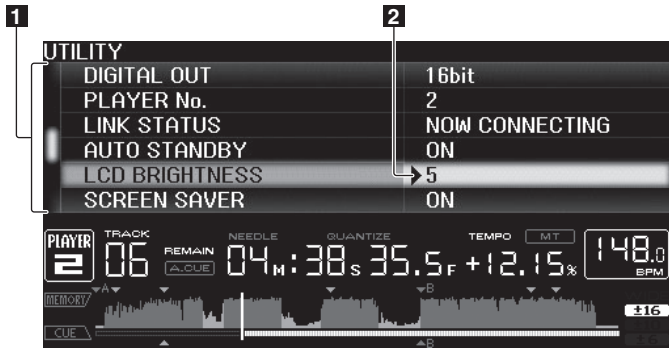 1 2
UTILITY
DIGITAL OUT 16bit
PLAYER No. 2
LINK STATUS NOW CONNECTING
AUTO STANDBY ON
LCD BRIGHTNESS 5
SCREEN SAVER ON
PLAYER 2 TRACK 06 REMAIN A.CUE NEEDLE QUANTIZE 04M:38S 35.5F TEMPO MT +12.15% 148.0 BPM
A B
MEMORY
±16
CUE
B